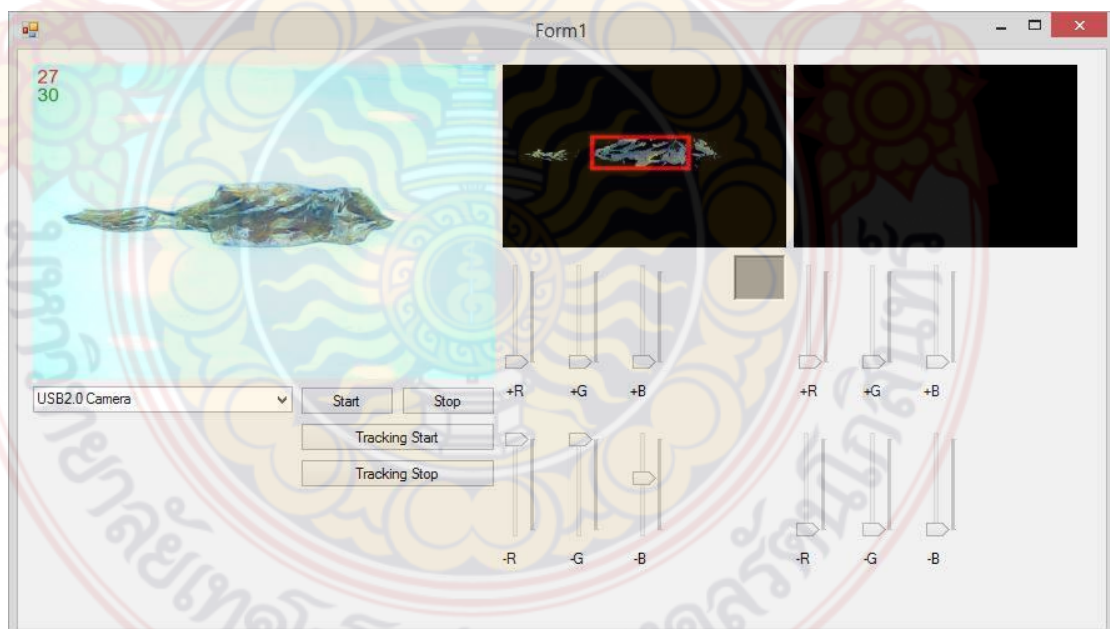 Form1
27
30
USB2.0 Camera
Start
Stop
Tracking Start
Tracking Stop
+R
+G
+B
+R
+G
+B
-R
-G
-B
-R
-G
-B